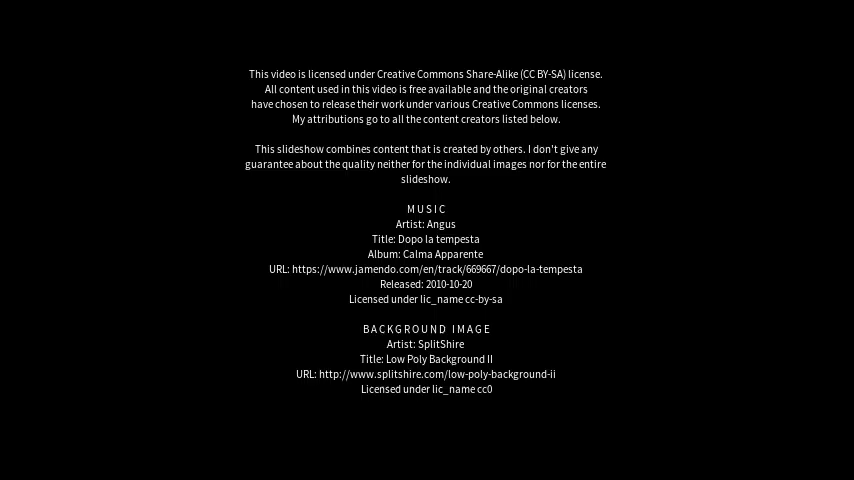 This video is licensed under Creative Commons Share-Alike (CC BY-SA) license.
All content used in this video is free available and the original creators
have chosen to release their work under various Creative Commons licenses.
My attributions go to all the content creators listed below.
This slideshow combines content that is created by others. I don't give any
guarantee about the quality neither for the individual images nor for the entire
slideshow.
MUSIC
Artist: Angus
Title: Dopo la tempesta
Album: Calma Apparente
URL: https://www.jamendo.com/en/track/669667/dopo-la-tempesta
Released: 2010-10-20
Licensed under lic_name cc-by-sa
BACKGROUND IMAGE
Artist: SplitShire
Title: Low Poly Background II
URL: http://www.splitshire.com/low-poly-background-ii
Licensed under lic_name cc0